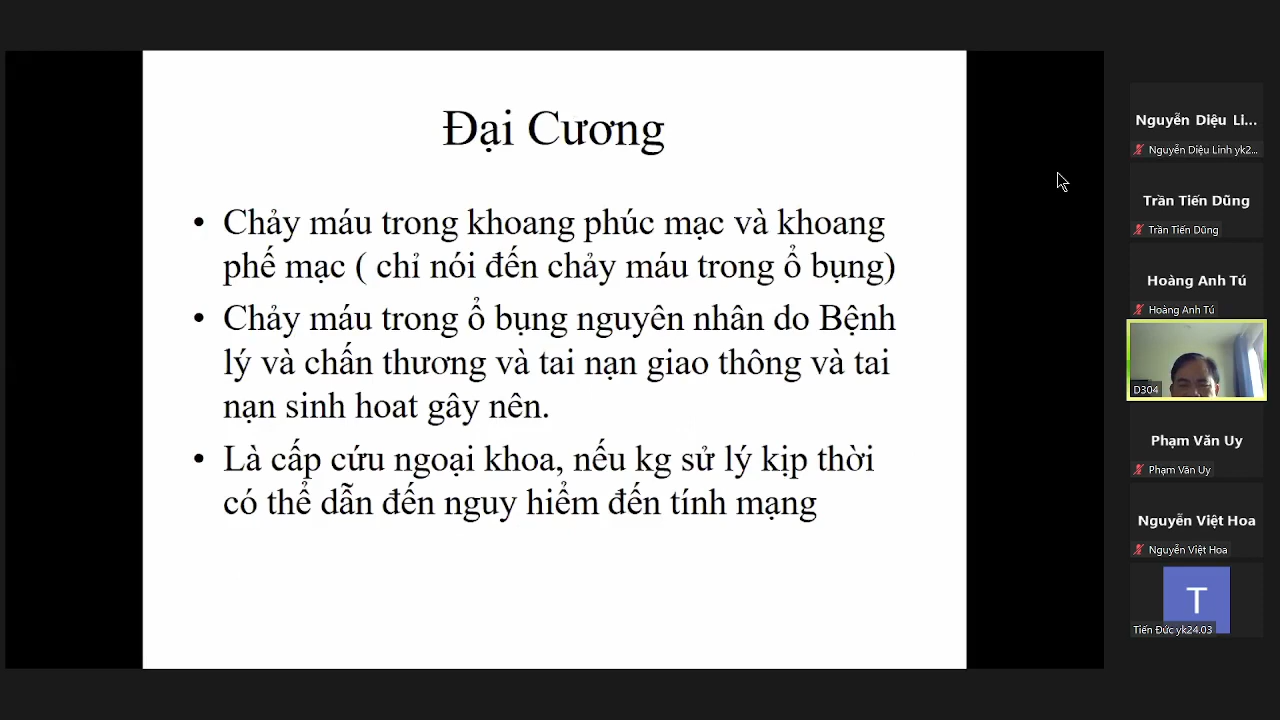 Đại Cương
• Chảy máu trong khoang phúc mạc và khoang
phế mạc ( chỉ nói đến chảy máu trong ổ bụng)
• Chảy máu trong ổ bụng nguyên nhân do Bệnh
lý và chấn thương và tai nạn giao thông và tai
nạn sinh hoat gây nên.
• Là cấp cứu ngoại khoa, nếu kg sử lý kịp thời
có thể dẫn đến nguy hiểm đến tính mạng
Nguyễn Diệu Li...
Nguyễn Diệu Linh yk2...
Trần Tiến Dũng
Trần Tiến Dũng
Hoàng Anh Tú
Hoàng Anh Tú
D304
Phạm Văn Uy
Phạm Văn Uy
Nguyễn Việt Hoa
Nguyễn Việt Hoa
T
Tiến Đức yk24.03